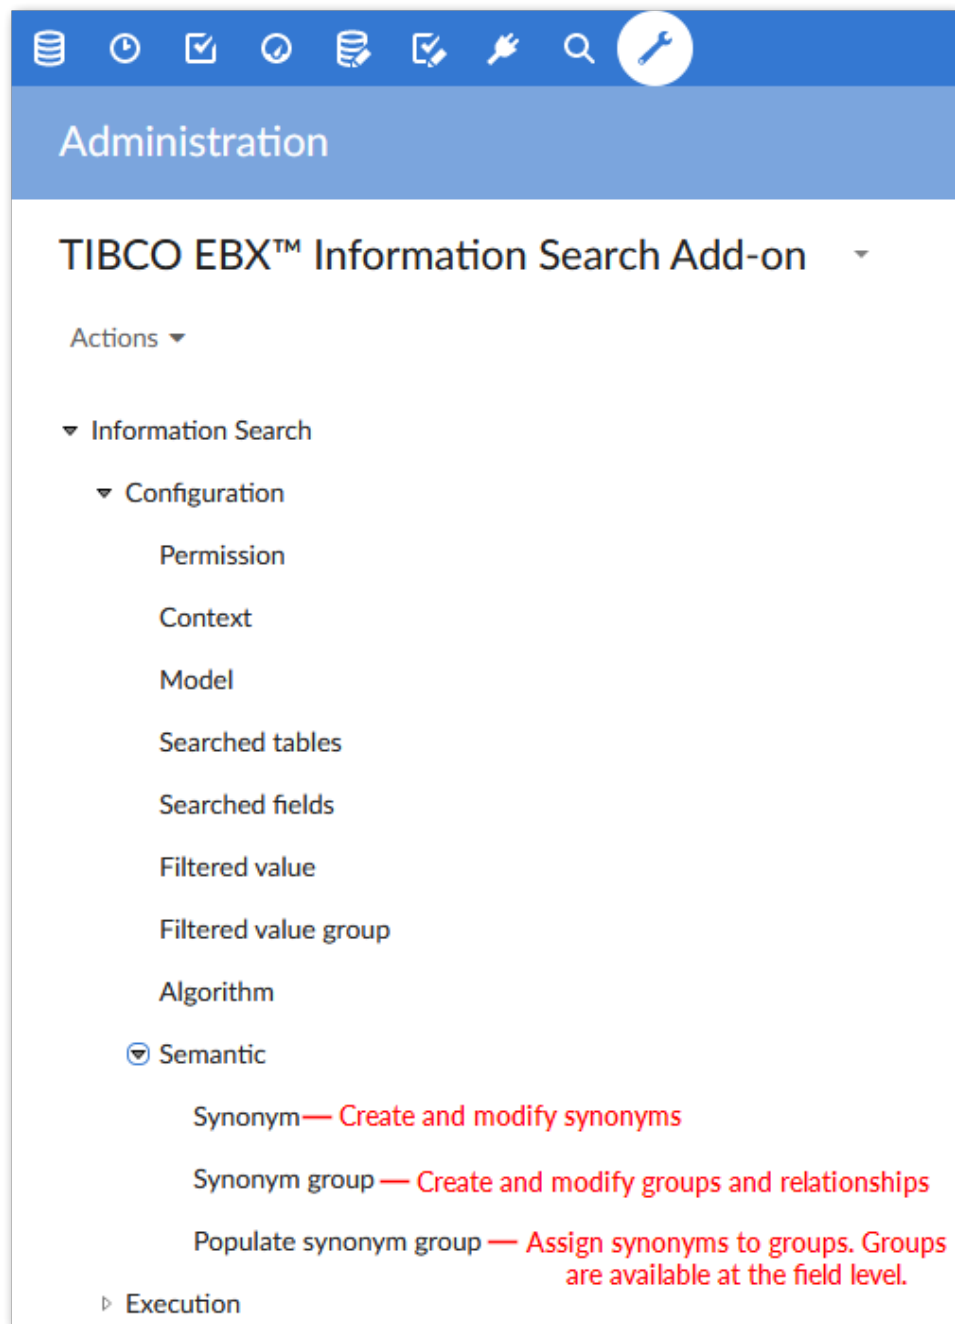 Administration
TIBCO EBX™ Information Search Add-on
Actions
Information Search
Configuration
Permission
Context
Model
Searched tables
Searched fields
Filtered value
Filtered value group
Algorithm
Semantic
Synonym — Create and modify synonyms
Synonym group — Create and modify groups and relationships
Populate synonym group — Assign synonyms to groups. Groups
are available at the field level.
Execution